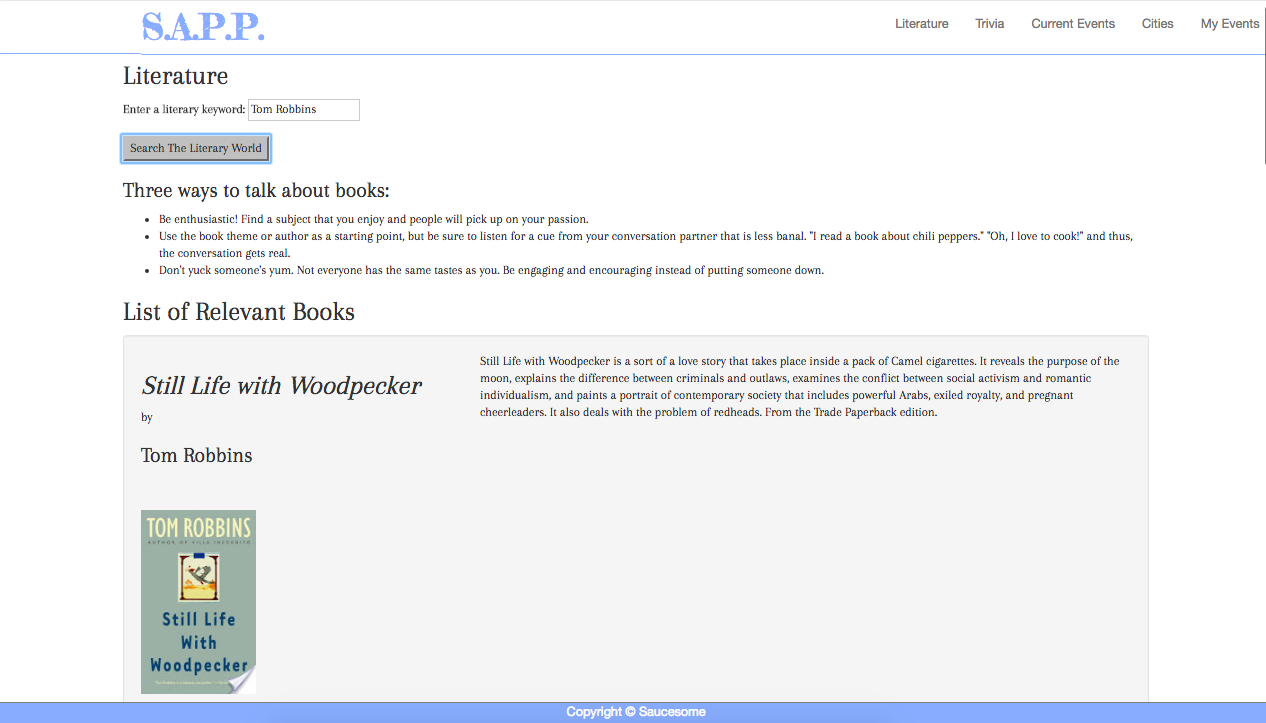 S.A.P.P.
Literature Trivia Current Events Cities My Events
Literature
Enter a literary keyword: Tom Robbins
Search The Literary World
Three ways to talk about books:
• Be enthusiastic! Find a subject that you enjoy and people will pick up on your passion.
• Use the book theme or author as a starting point, but be sure to listen for a cue from your conversation partner that is less banal. "I read a book about chili peppers." "Oh, I love to cook!" and thus,
the conversation gets real.
• Don't yuck someone's yum. Not everyone has the same tastes as you. Be engaging and encouraging instead of putting someone down.
List of Relevant Books
Still Life with Woodpecker
by
Tom Robbins
Still Life with Woodpecker is a sort of a love story that takes place inside a pack of Camel cigarettes. It reveals the purpose of the
moon, explains the difference between criminals and outlaws, examines the conflict between social activism and romantic
individualism, and paints a portrait of contemporary society that includes powerful Arabs, exiled royalty, and pregnant
cheerleaders. It also deals with the problem of redheads. From the Trade Paperback edition.
TOM ROBBINS
AUTHOR OF VILLA INCOGNITO
Still Life
With
Woodpecker
Copyright © Saucesome